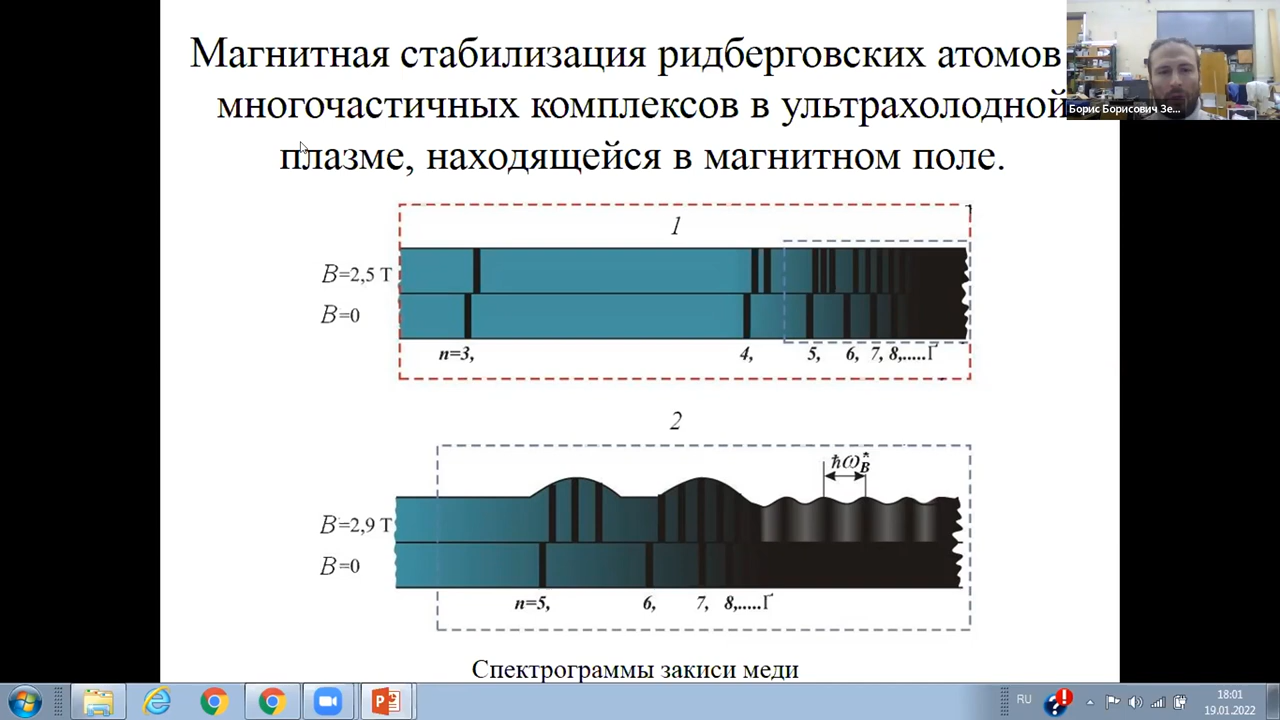 Магнитная стабилизация ридберговских атомов
многочастичных комплексов в ультрахолодной
плазме, находящейся в магнитном поле.
Борис Борисович Зе...
1
B=2,5 Т
B=0
n=3, 4, 5, 6, 7, 8,.....Ґ
2
ħω*B
B=2,9 Т
B=0
n=5, 6, 7, 8,.....Ґ
Спектрограммы закиси меди
RU
18:01
19.01.2022